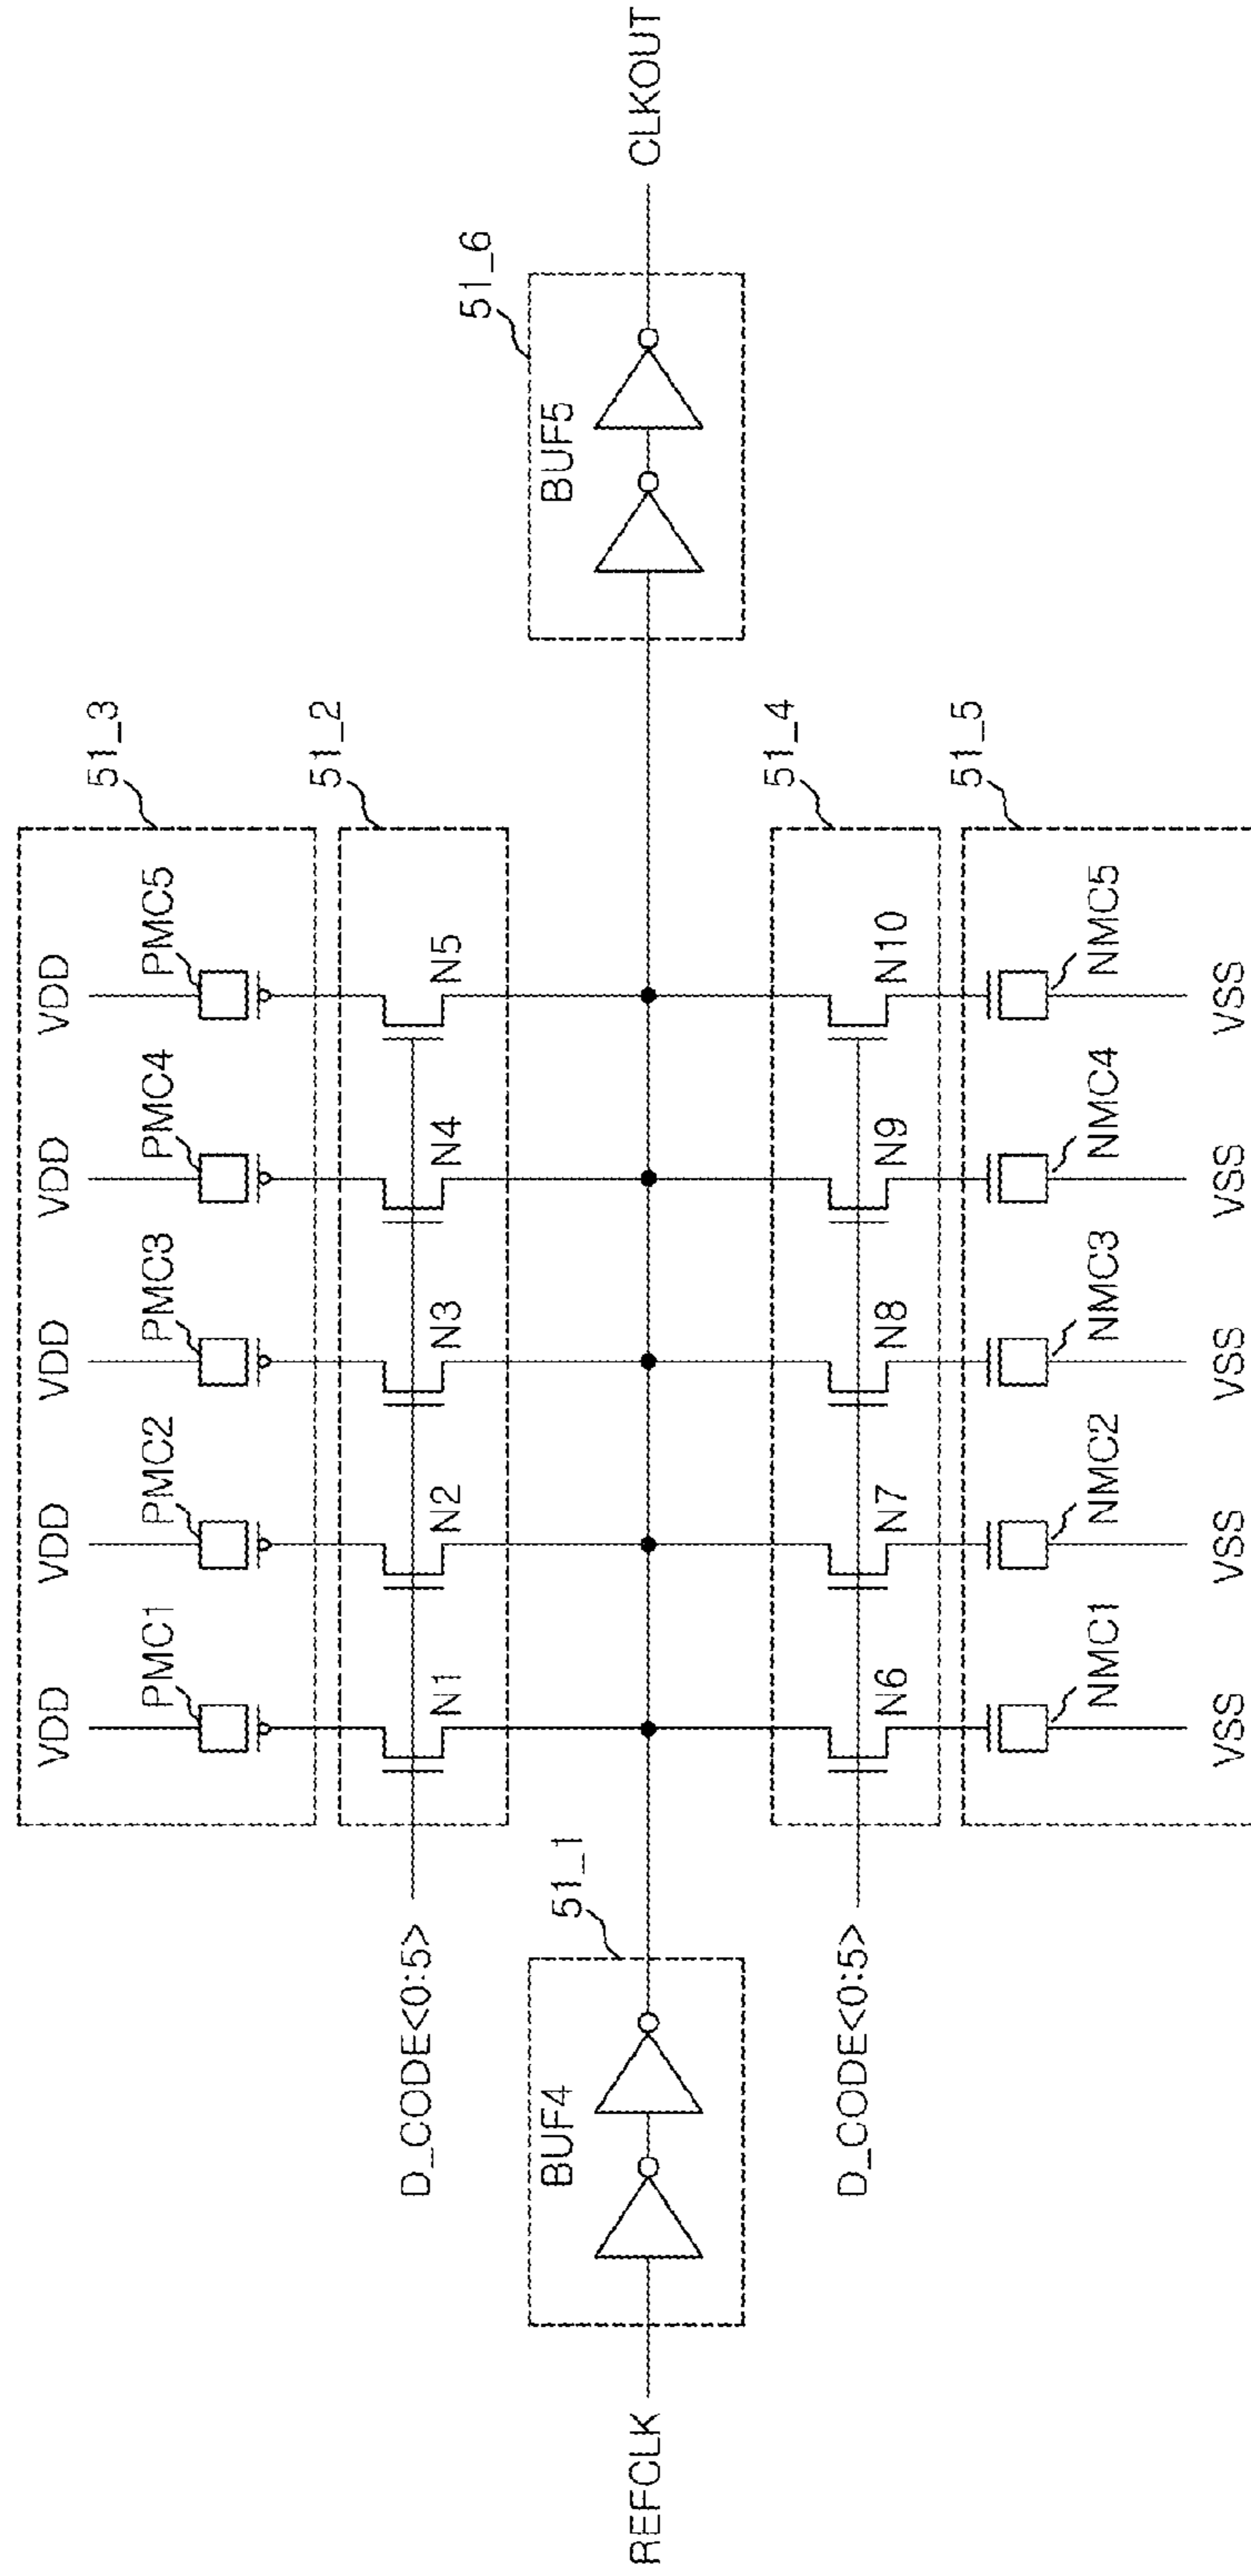 51_3
VDD VDD VDD VDD VDD
PMC1 PMC2 PMC3 PMC4 PMC5
51_2
D_CODE<0:5>
N1 N2 N3 N4 N5
51_1
BUF4
REFCLK
51_6
BUF5
CLKOUT
51_4
D_CODE<0:5>
N6 N7 N8 N9 N10
51_5
NMC1 NMC2 NMC3 NMC4 NMC5
VSS VSS VSS VSS VSS